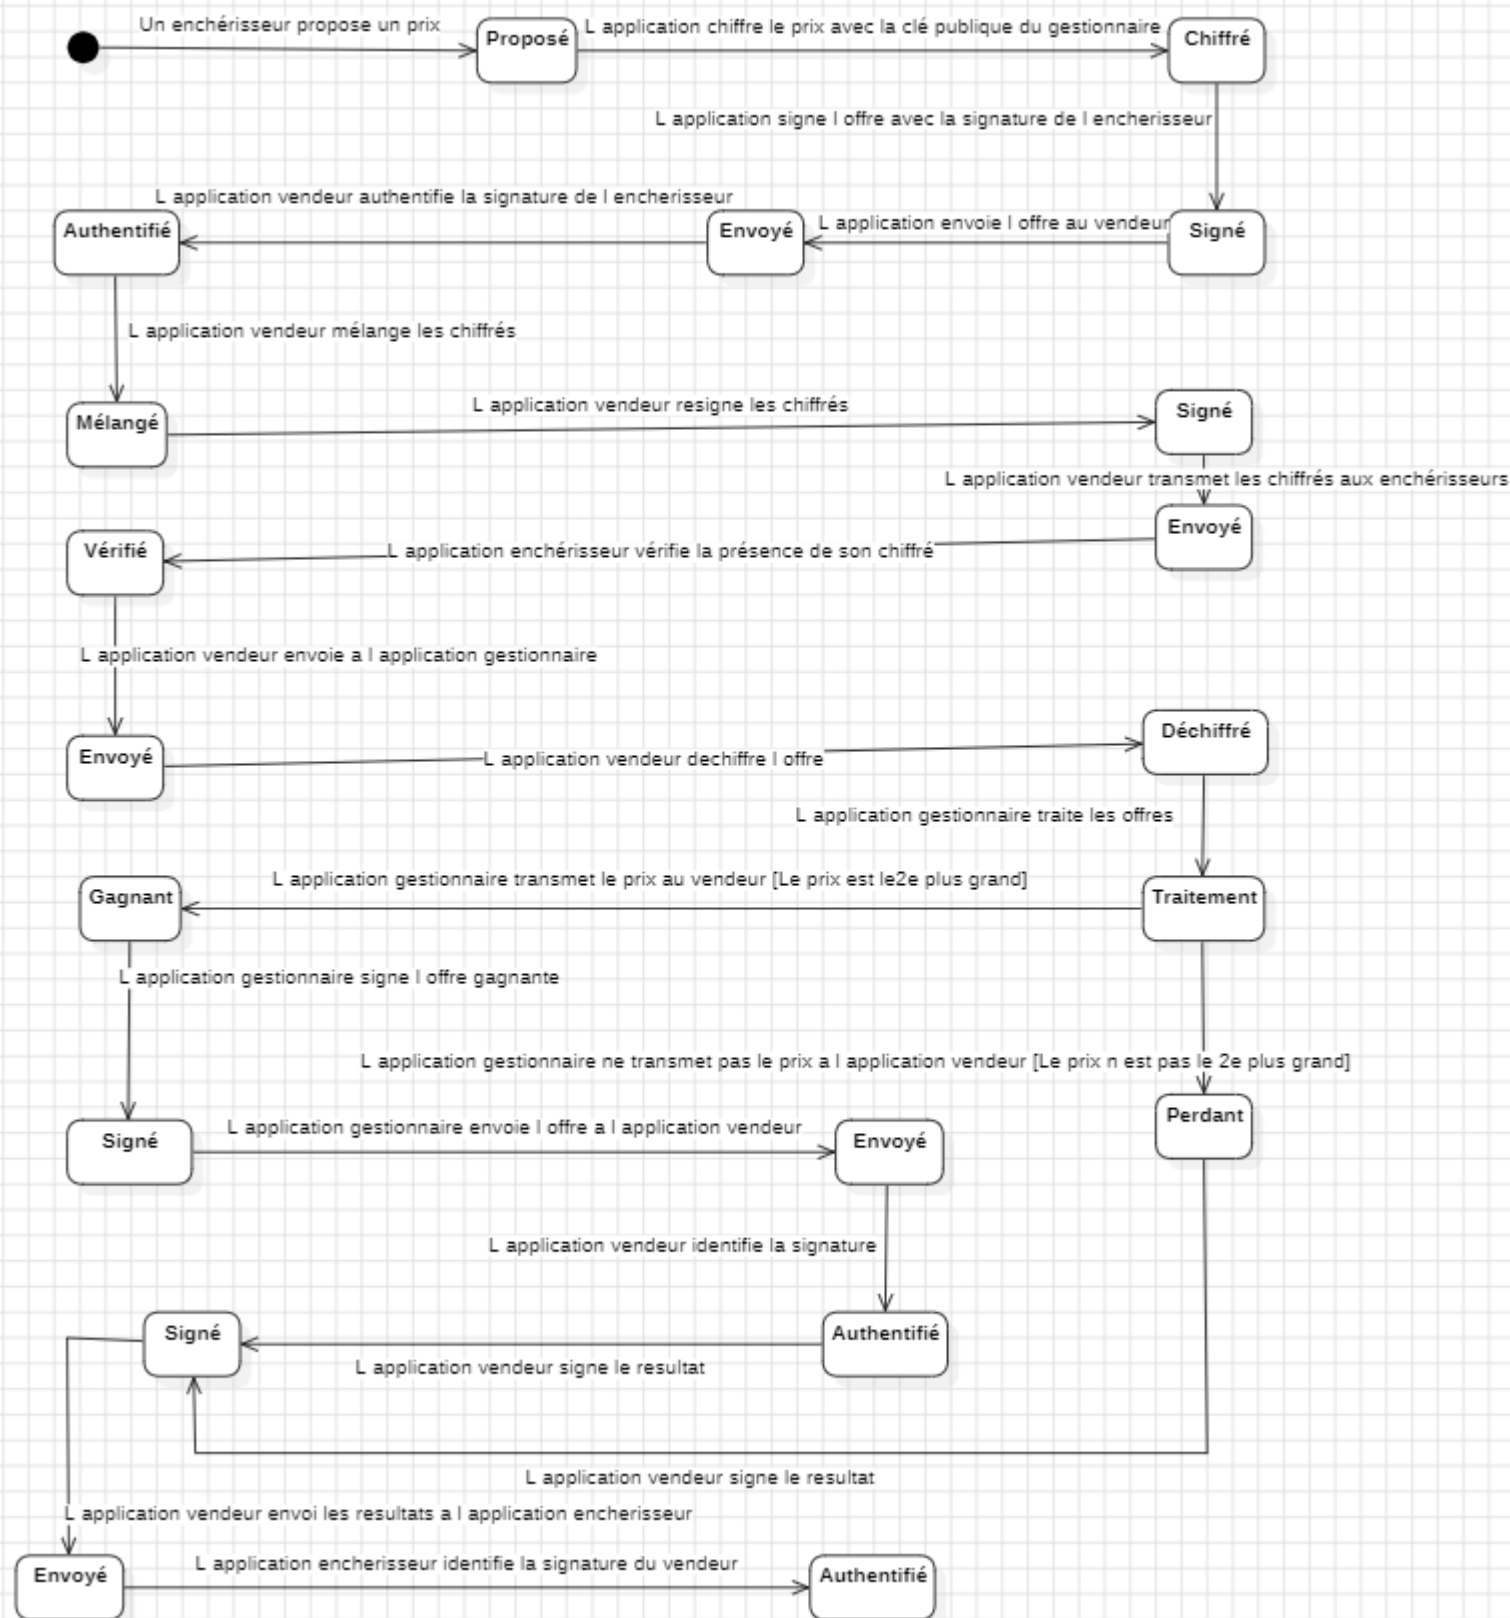 Un enchérisseur propose un prix
Proposé
L application chiffre le prix avec la clé publique du gestionnaire
Chiffré
L application signe l offre avec la signature de l encherisseur
Signé
L application envoie l offre au vendeur
Envoyé
L application vendeur authentifie la signature de l encherisseur
Authentifié
L application vendeur mélange les chiffrés
Mélangé
L application vendeur resigne les chiffrés
Signé
L application vendeur transmet les chiffrés aux enchérisseurs
Envoyé
L application enchérisseur vérifie la présence de son chiffré
Vérifié
L application vendeur envoie a l application gestionnaire
Envoyé
L application vendeur dechiffre l offre
Déchiffré
L application gestionnaire traite les offres
Traitement
L application gestionnaire transmet le prix au vendeur [Le prix est le2e plus grand]
Gagnant
L application gestionnaire signe l offre gagnante
L application gestionnaire ne transmet pas le prix a l application vendeur [Le prix n est pas le 2e plus grand]
Perdant
Signé
L application gestionnaire envoie l offre a l application vendeur
Envoyé
L application vendeur identifie la signature
Authentifié
L application vendeur signe le resultat
Signé
L application vendeur signe le resultat
L application vendeur envoi les resultats a l application encherisseur
Envoyé
L application encherisseur identifie la signature du vendeur
Authentifié